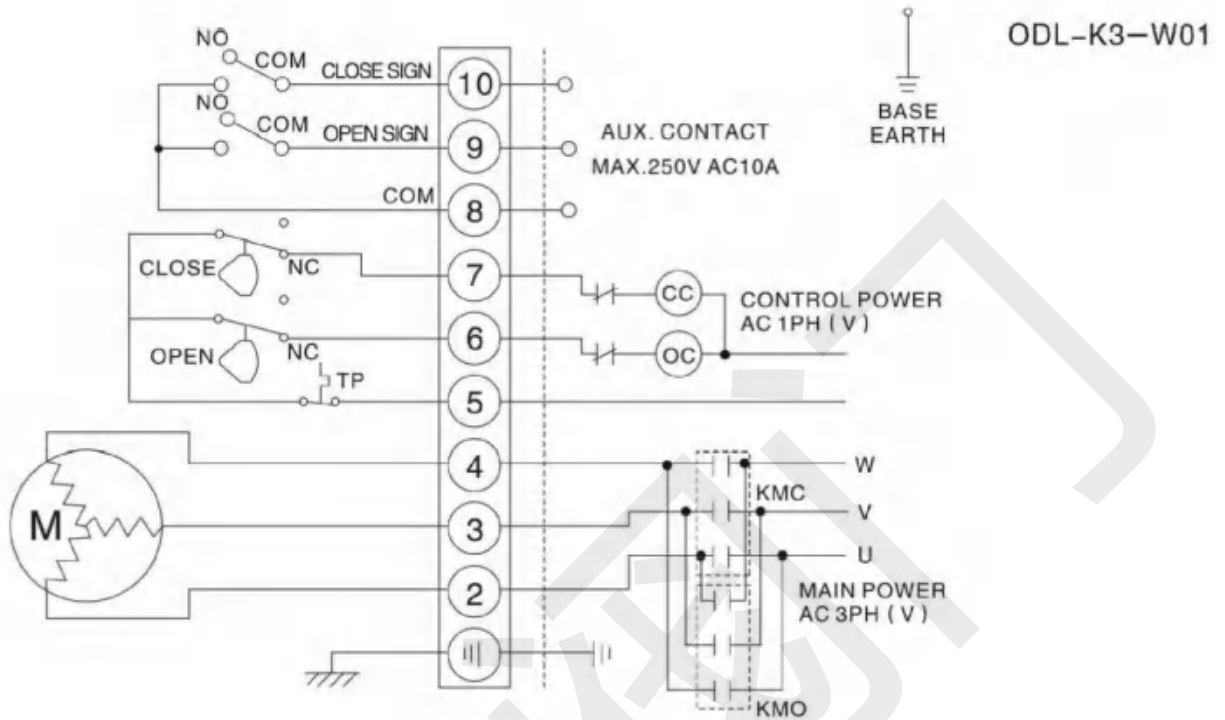 ODL-K3-W01
NO
COM
CLOSE SIGN
10
NO
COM
OPEN SIGN
9
AUX. CONTACT
MAX.250V AC10A
BASE
EARTH
COM
8
CLOSE
NC
7
CC
CONTROL POWER
AC 1PH ( V )
OPEN
NC
6
OC
TP
5
4
W
KMC
M
3
V
U
2
MAIN POWER
AC 3PH ( V )
KMO